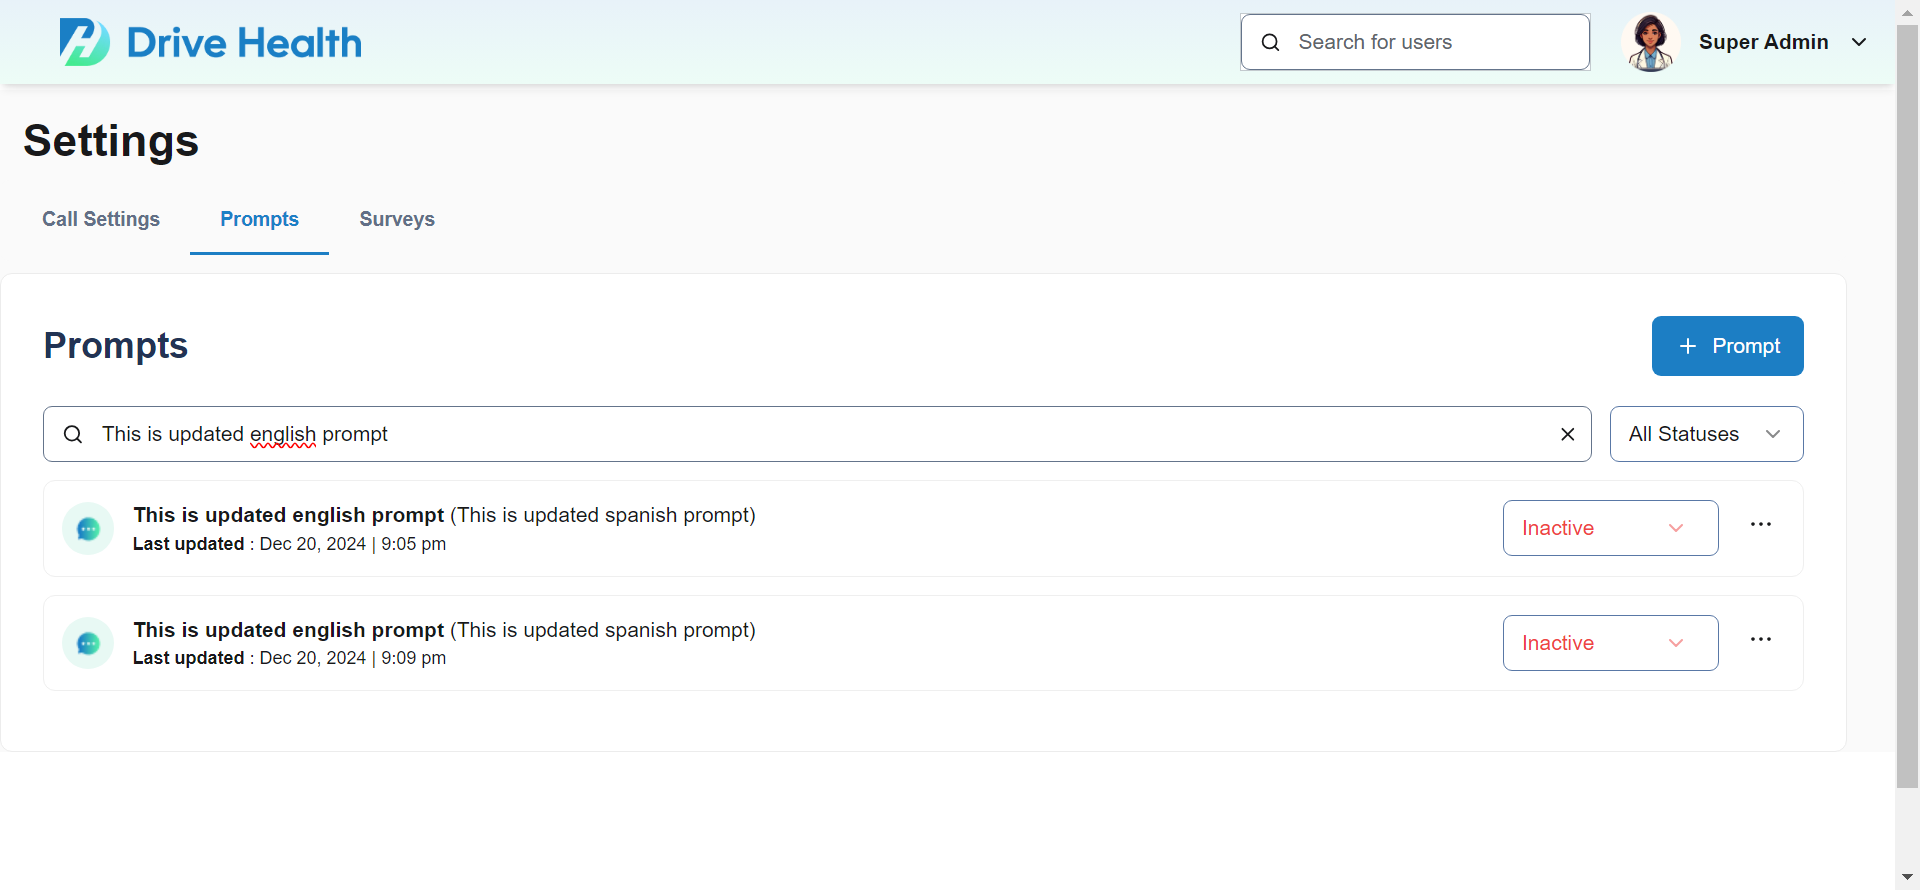 Drive Health
Search for users
Super Admin
Settings
Call Settings
Prompts
Surveys
Prompts
+ Prompt
This is updated english prompt
All Statuses
This is updated english prompt (This is updated spanish prompt)
Last updated : Dec 20, 2024 | 9:05 pm
Inactive
This is updated english prompt (This is updated spanish prompt)
Last updated : Dec 20, 2024 | 9:09 pm
Inactive